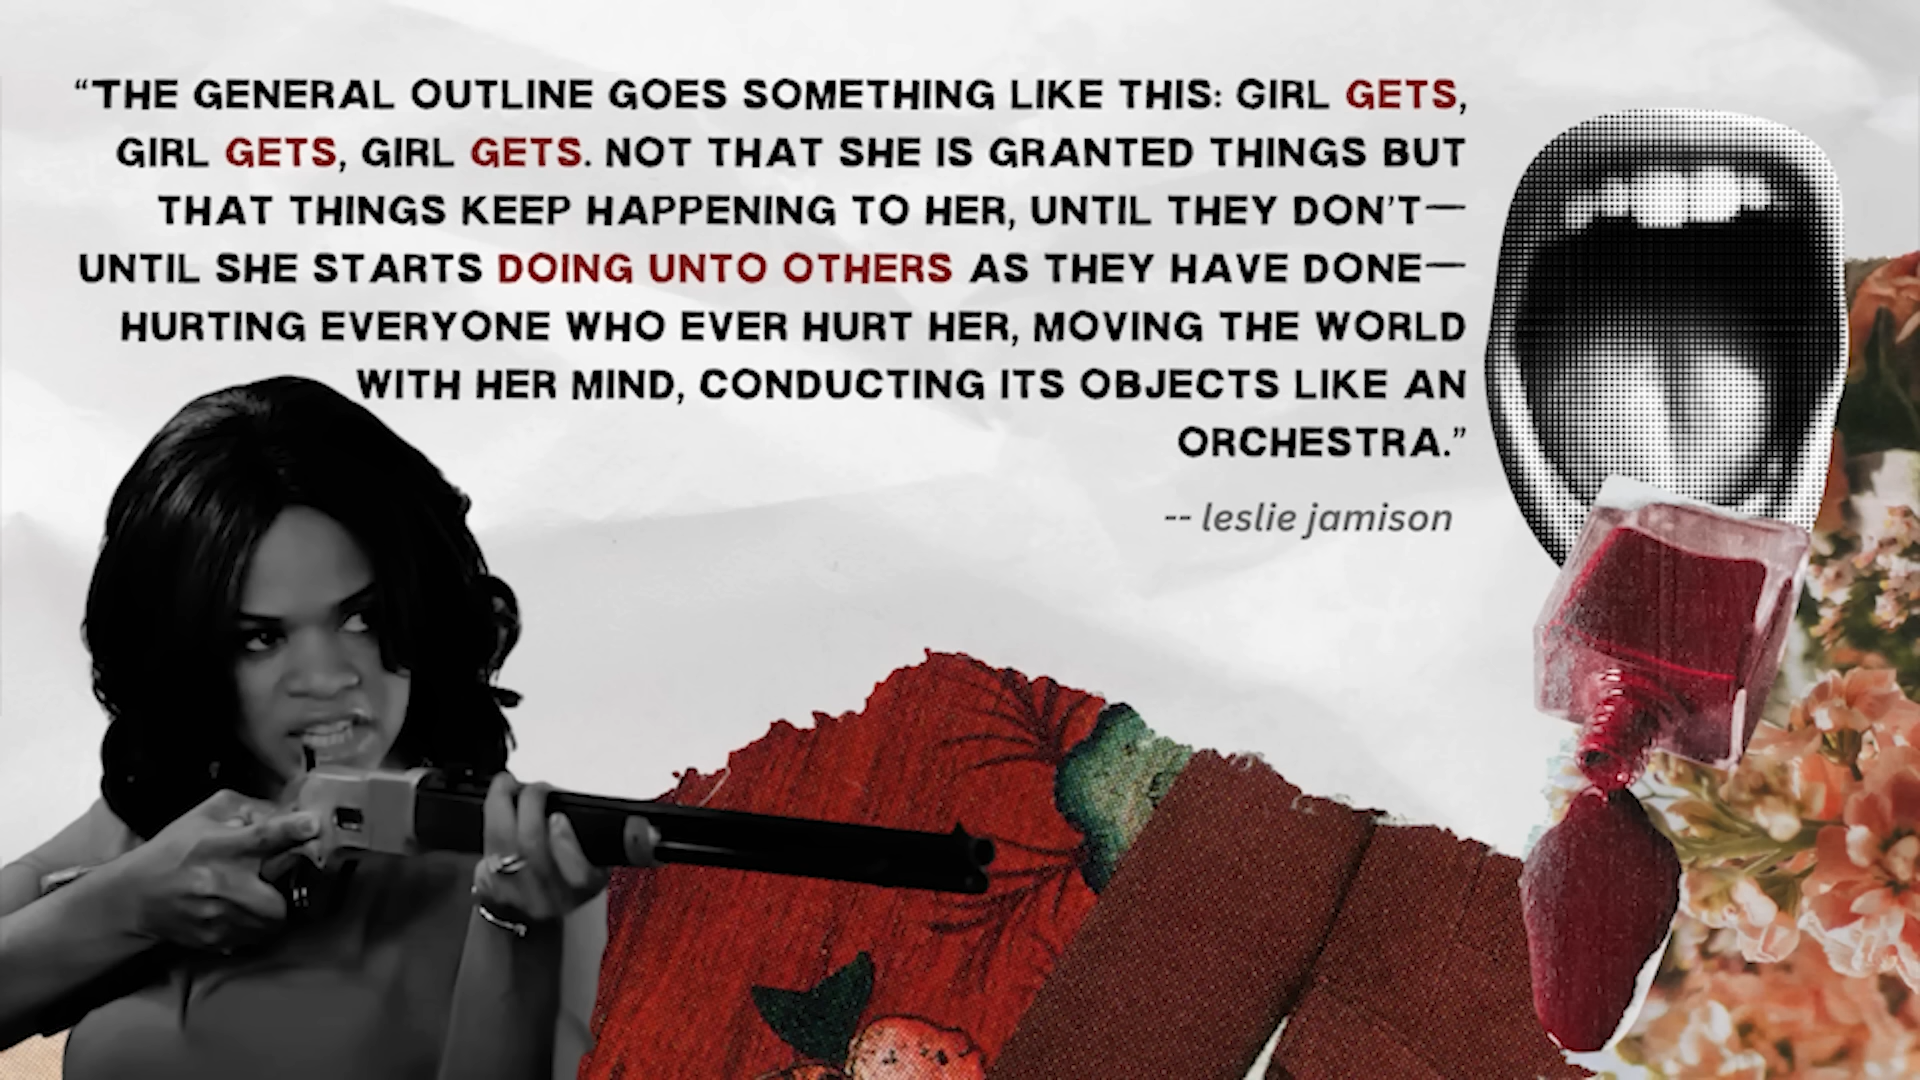 “THE GENERAL OUTLINE GOES SOMETHING LIKE THIS: GIRL GETS,
GIRL GETS, GIRL GETS. NOT THAT SHE IS GRANTED THINGS BUT
THAT THINGS KEEP HAPPENING TO HER, UNTIL THEY DON’T—
UNTIL SHE STARTS DOING UNTO OTHERS AS THEY HAVE DONE—
HURTING EVERYONE WHO EVER HURT HER, MOVING THE WORLD
WITH HER MIND, CONDUCTING ITS OBJECTS LIKE AN
ORCHESTRA.”
-- leslie jamison